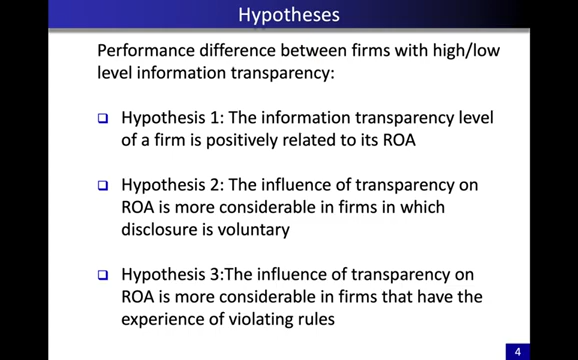 Hypotheses
Performance difference between firms with high/low
level information transparency:
Hypothesis 1: The information transparency level
of a firm is positively related to its ROA
Hypothesis 2: The influence of transparency on
ROA is more considerable in firms in which
disclosure is voluntary
Hypothesis 3:The influence of transparency on
ROA is more considerable in firms that have the
experience of violating rules
4